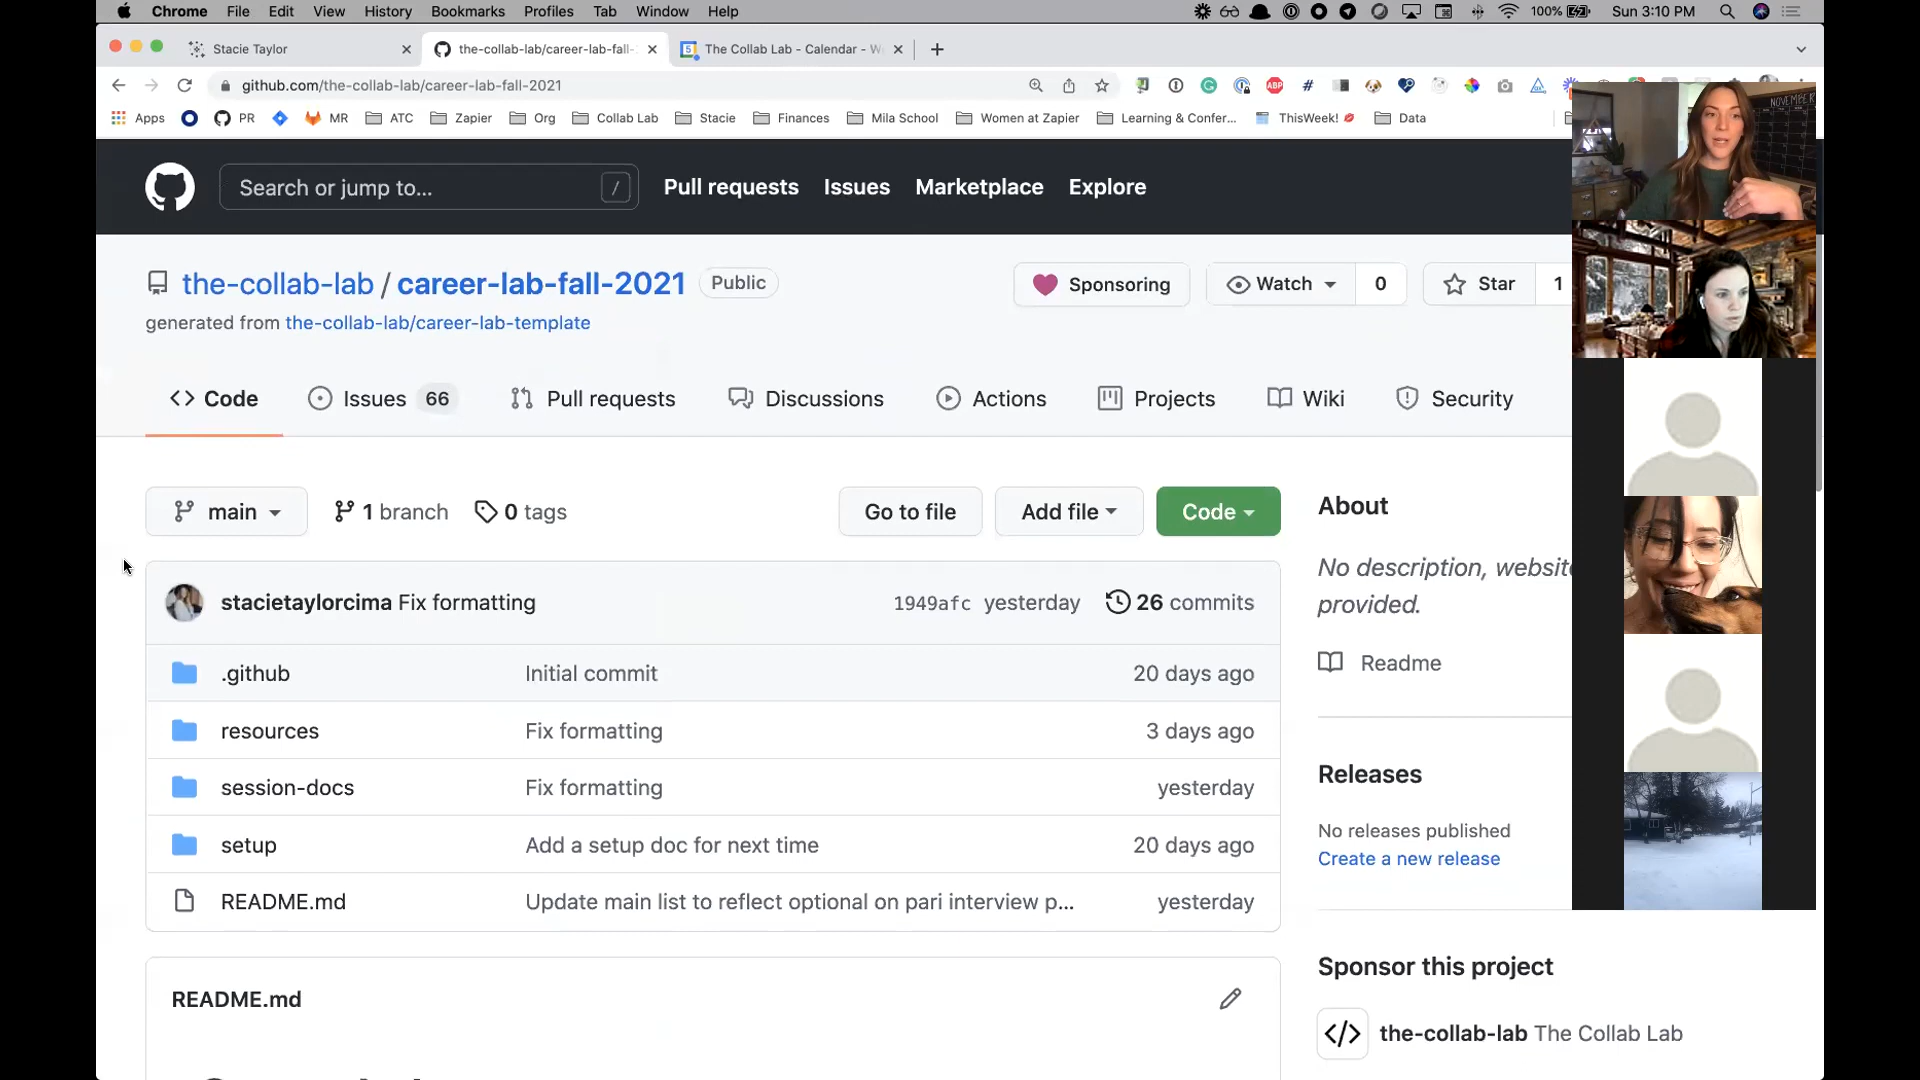 Chrome File Edit View History Bookmarks Profiles Tab Window Help 100% Sun 3:10 PM
Stacie Taylor the-collab-lab/career-lab-fall- The Collab Lab - Calendar - W
github.com/the-collab-lab/career-lab-fall-2021 ABP #
Apps PR MR ATC Zapier Org Collab Lab Stacie Finances Mila School Women at Zapier Learning & Confer... ThisWeek! Data
NOVEMBER
Search or jump to... / Pull requests Issues Marketplace Explore
the-collab-lab / career-lab-fall-2021 Public Sponsoring Watch 0 Star 1
generated from the-collab-lab/career-lab-template
Code Issues 66 Pull requests Discussions Actions Projects Wiki Security
main 1 branch 0 tags Go to file Add file Code About
No description, website
provided.
stacietaylorcima Fix formatting 1949afc yesterday 26 commits
.github Initial commit 20 days ago Readme
resources Fix formatting 3 days ago
session-docs Fix formatting yesterday Releases
setup Add a setup doc for next time 20 days ago No releases published
Create a new release
README.md Update main list to reflect optional on pari interview p... yesterday
Sponsor this project
README.md
the-collab-lab The Collab Lab